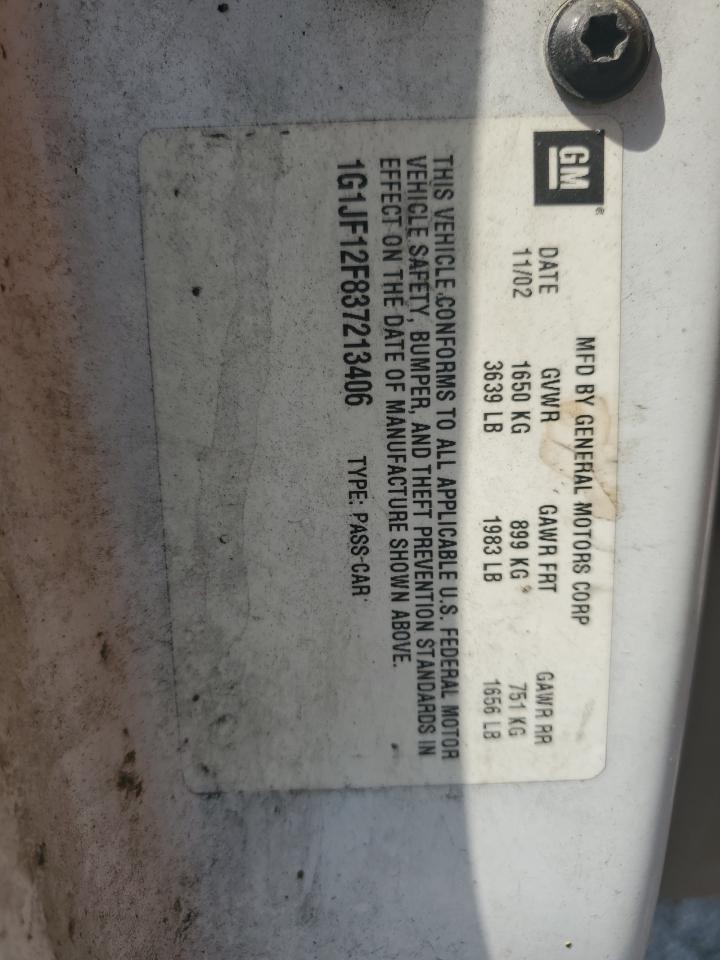 GM®
MFD BY GENERAL MOTORS CORP
DATE GVWR GAWR FRT GAWR RR
11/02 1650 KG 899 KG 751 KG
3639 LB 1983 LB 1656 LB
THIS VEHICLE CONFORMS TO ALL APPLICABLE U.S. FEDERAL MOTOR
VEHICLE SAFETY, BUMPER, AND THEFT PREVENTION STANDARDS IN
EFFECT ON THE DATE OF MANUFACTURE SHOWN ABOVE.
1G1JF12F837213406 TYPE: PASS-CAR